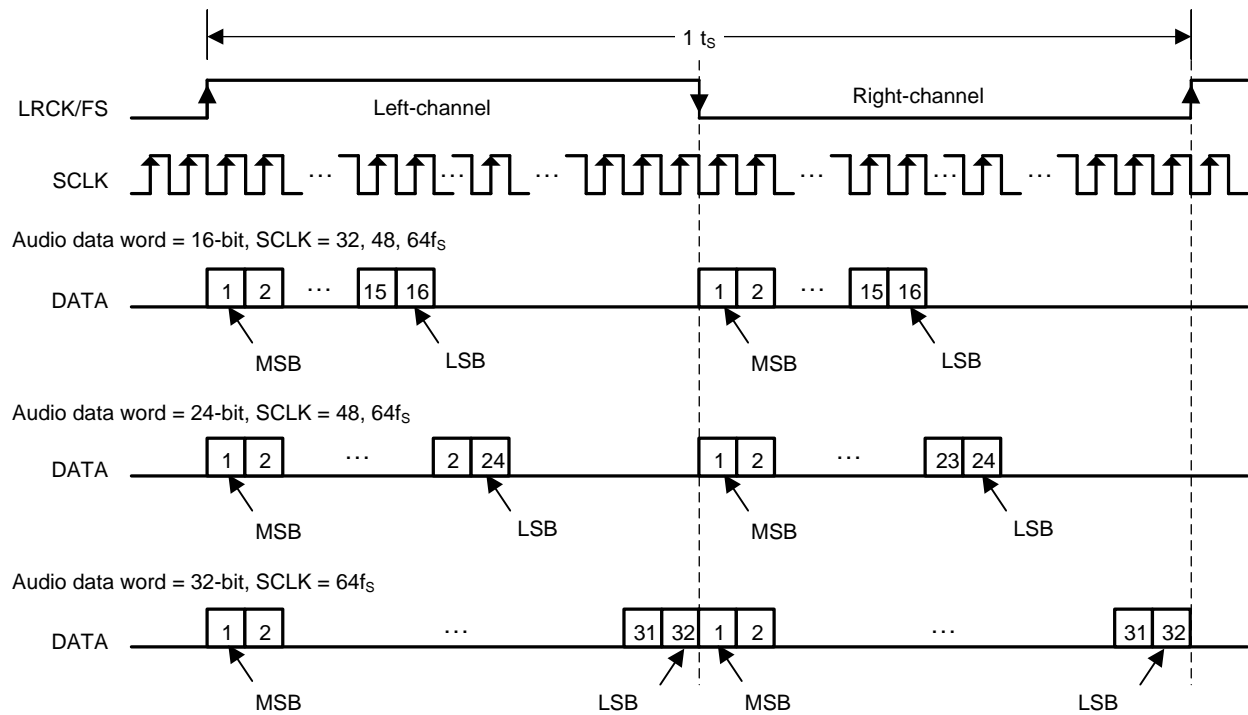 1 tS
LRCK/FS
Left-channel
Right-channel
SCLK
... ... ... ... ... ...
Audio data word = 16-bit, SCLK = 32, 48, 64fS
DATA
1 2 ... 15 16 1 2 ... 15 16
MSB LSB MSB LSB
Audio data word = 24-bit, SCLK = 48, 64fS
DATA
1 2 ... 2 24 1 2 ... 23 24
MSB LSB MSB LSB
Audio data word = 32-bit, SCLK = 64fS
DATA
1 2 ... 31 32 1 2 ... 31 32
MSB LSB MSB LSB